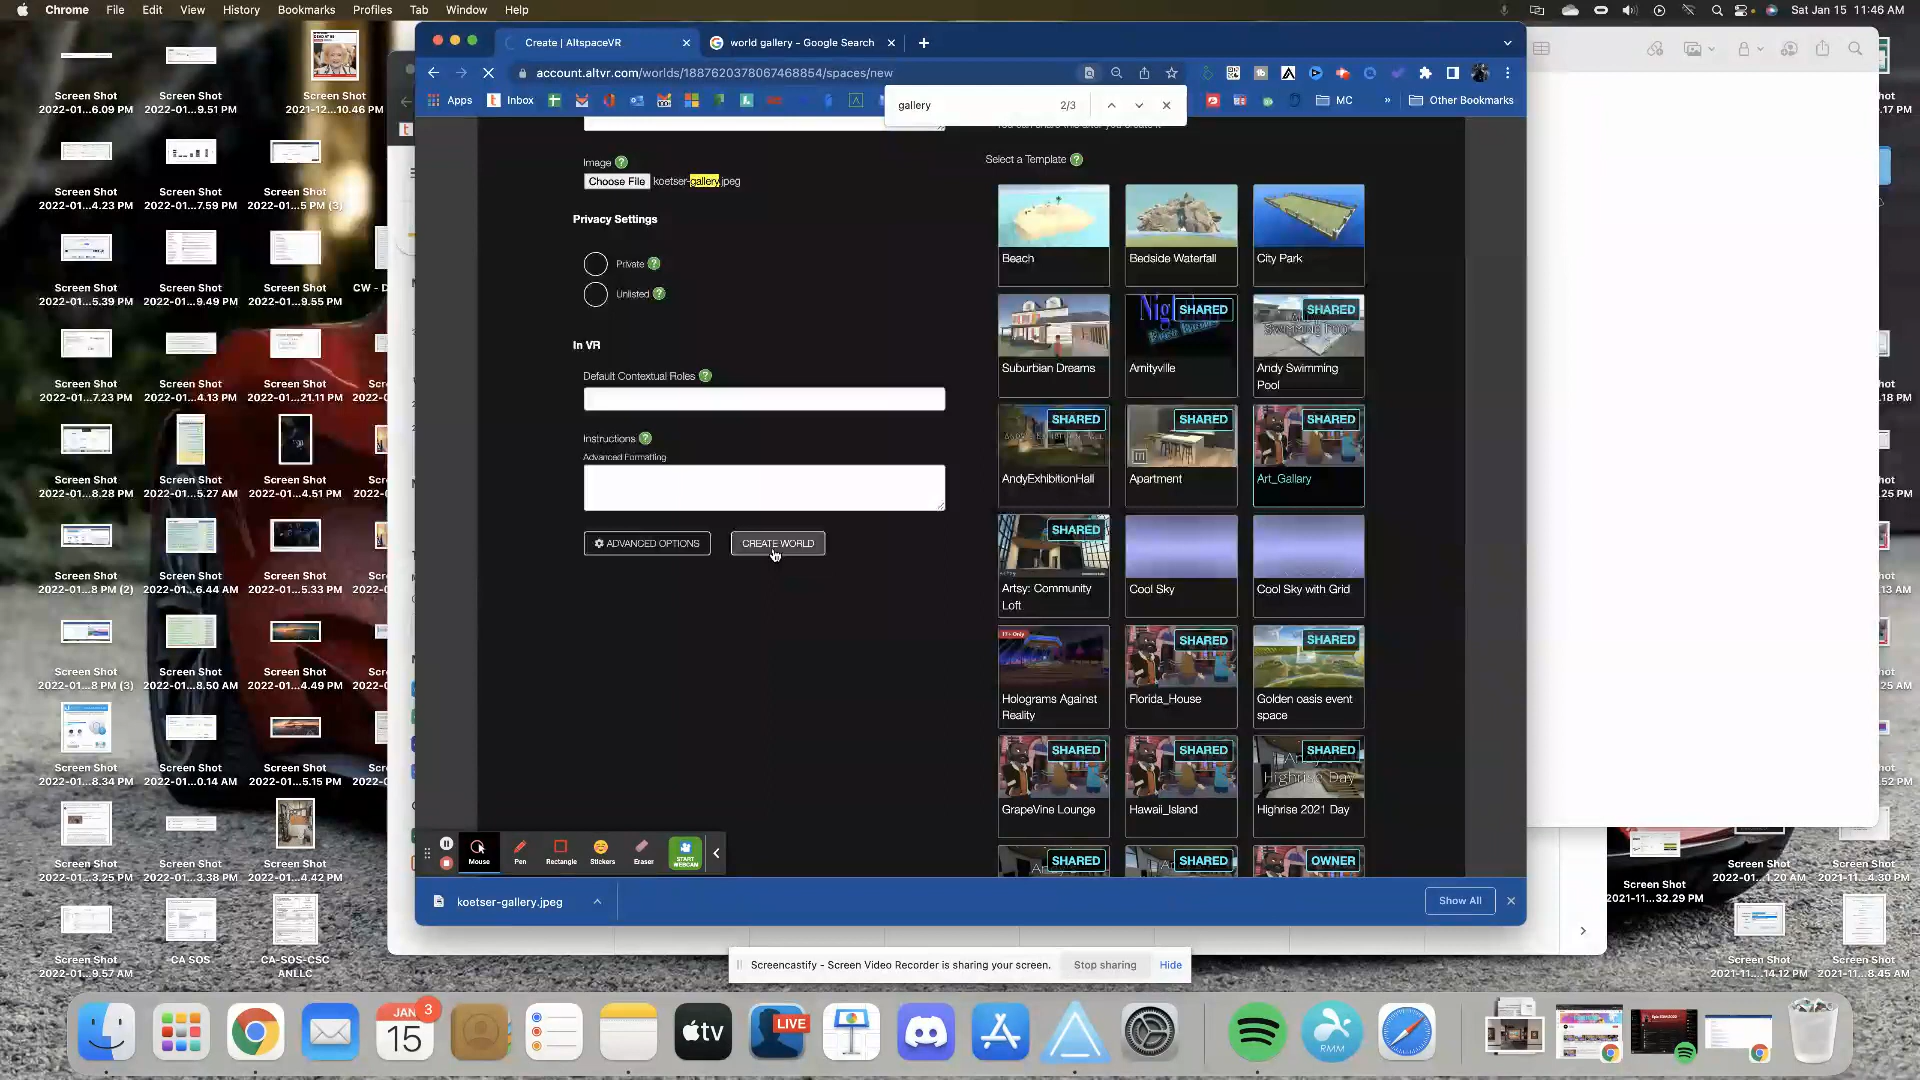 Chrome File Edit View History Bookmarks Profiles Tab Window Help
Sat Jan 15 11:46 AM
Create | AltspaceVR
world gallery - Google Search
account.altvr.com/worlds/1887620378067468854/spaces/new
Apps
Inbox
MC
»
Other Bookmarks
gallery 2/3
Image
Choose File koetser-gallery.jpeg
Privacy Settings
Private
Unlisted
In VR
Default Contextual Roles
Instructions
Advanced Formatting
ADVANCED OPTIONS
CREATE WORLD
Select a Template
Beach
Bedside Waterfall
City Park
Suburbian Dreams
SHARED
Amityville
SHARED
Andy Swimming
Pool
SHARED
AndyExhibitionHall
SHARED
Apartment
SHARED
Art_Gallary
SHARED
Artsy: Community
Loft
Cool Sky
Cool Sky with Grid
17+ Only
Holograms Against
Reality
SHARED
Florida_House
SHARED
Golden oasis event
space
SHARED
GrapeVine Lounge
SHARED
Hawaii_Island
SHARED
Highrise 2021 Day
SHARED
SHARED
OWNER
Mouse
Pen
Rectangle
Stickers
Eraser
START
WEBCAM
koetser-gallery.jpeg
Show All
Screencastify - Screen Video Recorder is sharing your screen.
Stop sharing
Hide
Screen Shot
2022-01...6.09 PM
Screen Shot
2022-01...9.51 PM
Screen Shot
2021-12...10.46 PM
Screen Shot
2022-01...4.23 PM
Screen Shot
2022-01...7.59 PM
Screen Shot
2022-01...5 PM (3)
Screen Shot
2022-01...5.39 PM
Screen Shot
2022-01...9.49 PM
Screen Shot
2022-01...9.55 PM
CW - D
Screen Shot
2022-01...7.23 PM
Screen Shot
2022-01...4.13 PM
Screen Shot
2022-01...21.11 PM
Screen Shot
2022-01...8.28 PM
Screen Shot
2022-01...5.27 AM
Screen Shot
2022-01...4.51 PM
Screen Shot
2022-01...8 PM (2)
Screen Shot
2022-01...6.44 AM
Screen Shot
2022-01...5.33 PM
Screen Shot
2022-01...8 PM (3)
Screen Shot
2022-01...8.50 AM
Screen Shot
2022-01...4.49 PM
Screen Shot
2022-01...8.34 PM
Screen Shot
2022-01...0.14 AM
Screen Shot
2022-01...5.15 PM
Screen Shot
2022-01...3.25 PM
Screen Shot
2022-01...3.38 PM
Screen Shot
2022-01...4.42 PM
Screen Shot
2022-01...9.57 AM
CA SOS
CA-SOS-CSC
ANLLC
Screen Shot
2021-11...32.29 PM
Screen Shot
2022-01...1.20 AM
Screen Shot
2021-11...4.30 PM
Screen Shot
2021-11...14.12 PM
Screen Shot
2022-01...8.45 AM
JAN
15
3
tv
LIVE
RMM